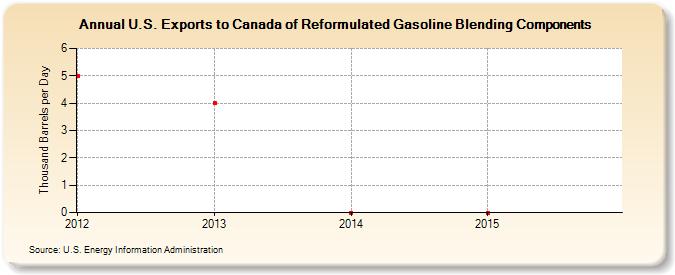 Annual U.S. Exports to Canada of Reformulated Gasoline Blending Components
Thousand Barrels per Day
6
5
4
3
2
1
0
2012 2013 2014 2015
Source: U.S. Energy Information Administration